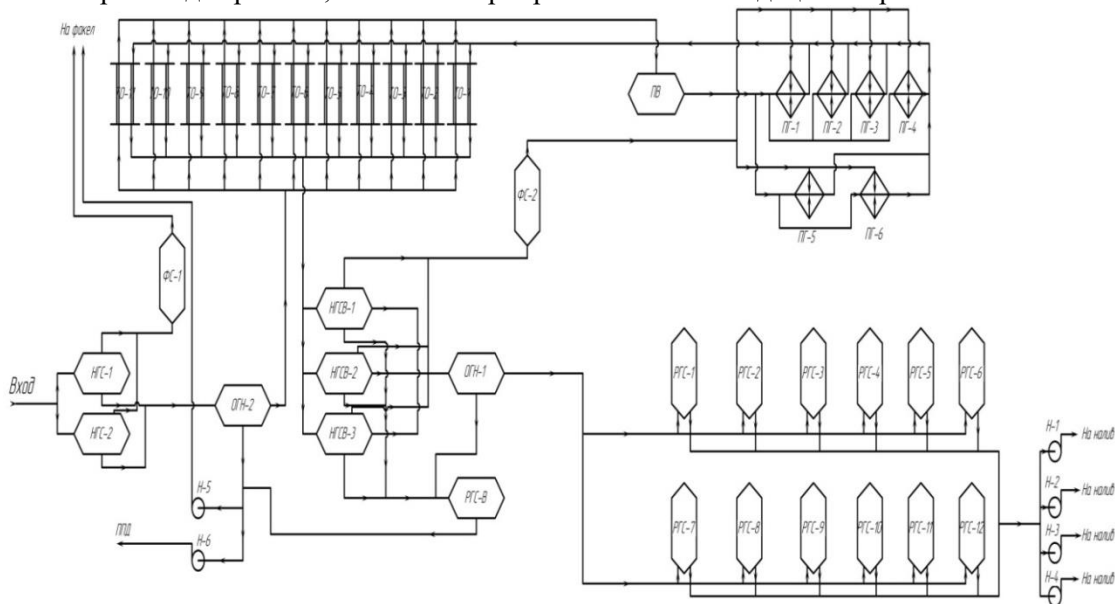 На факел
ТО-11 ТО-10 ТО-9 ТО-8 ТО-7 ТО-6 ТО-5 ТО-4 ТО-3 ТО-2 ТО-1
ПВ
ПГ-1 ПГ-2 ПГ-3 ПГ-4
ПГ-5 ПГ-6
ФС-2
ФС-1
НГСВ-1
НГС-1
НГСВ-2
ОГН-1
РГС-1 РГС-2 РГС-3 РГС-4 РГС-5 РГС-6
Вход
ОГН-2
НГС-2
НГСВ-3
Н-1 На налив
Н-5
РГС-В
Н-2 На налив
ППД
Н-6
РГС-7 РГС-8 РГС-9 РГС-10 РГС-11 РГС-12
Н-3 На налив
Н-4 На налив